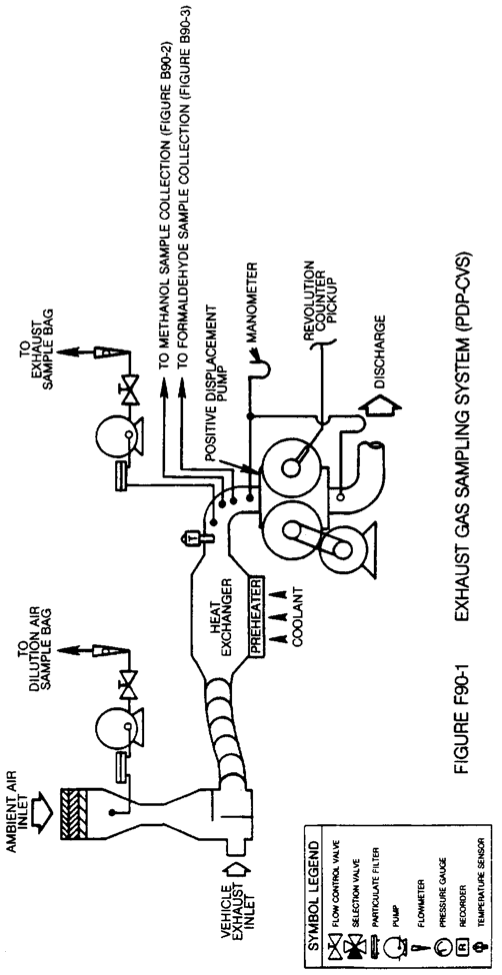 AMBIENT AIR
INLET
TO
DILUTION AIR
SAMPLE BAG
TO
EXHAUST
SAMPLE BAG
TO METHANOL SAMPLE COLLECTION (FIGURE B90-2)
TO FORMALDEHYDE SAMPLE COLLECTION (FIGURE B90-3)
T
POSITIVE DISPLACEMENT
PUMP
MANOMETER
REVOLUTION
COUNTER
PICKUP
DISCHARGE
HEAT
EXCHANGER
PREHEATER
COOLANT
VEHICLE
EXHAUST
INLET
SYMBOL LEGEND
FLOW CONTROL VALVE
SELECTION VALVE
PARTICULATE FILTER
PUMP
FLOWMETER
PRESSURE GAUGE
R RECORDER
T TEMPERATURE SENSOR
FIGURE F90-1 EXHAUST GAS SAMPLING SYSTEM (PDP-CVS)